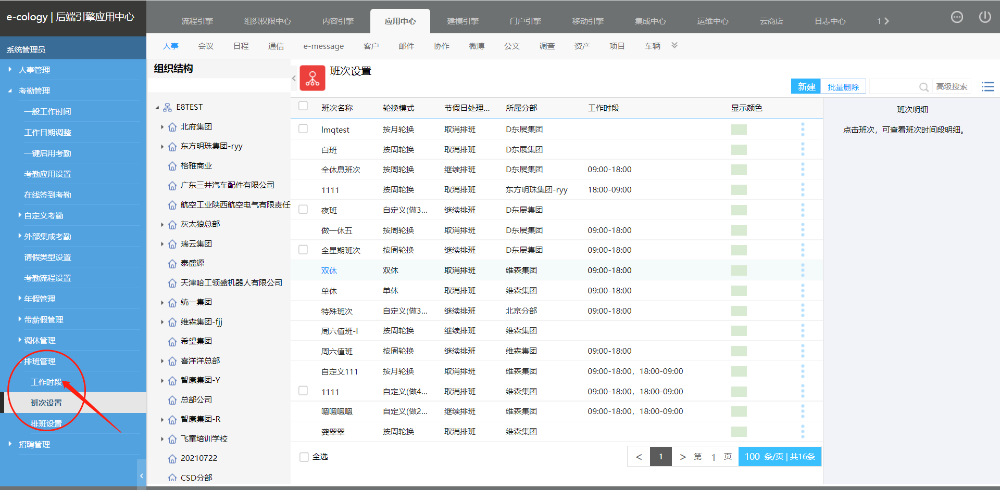 e-cology | 后端引擎应用中心
流程引擎 组织权限中心 内容引擎 应用中心 建模引擎 门户引擎 移动引擎 集成中心 运维中心 云商店 日志中心 1
系统管理员
人事 会议 日程 通信 e-message 客户 邮件 协作 微博 公文 调查 资产 项目 车辆
人事管理
考勤管理
一般工作时间
工作日期调整
一键启用考勤
考勤应用设置
在线签到考勤
自定义考勤
外部集成考勤
请假类型设置
考勤流程设置
年假管理
带薪假管理
调休管理
排班管理
工作时段
班次设置
排班设置
招聘管理
组织结构
E8TEST
北府集团
东方明珠集团-ryy
格雅商业
广东三井汽车配件有限公司
航空工业陕西航空电气有限责任
灰太狼总部
瑞云集团
泰盛源
天津哈工领盛机器人有限公司
统一集团
维森集团-fjj
希望集团
喜洋洋总部
智康集团-Y
总部公司
智康集团-R
飞童培训学校
20210722
CSD分部
班次设置
新建 批量删除 高级搜索
班次名称 轮换模式 节假日处理... 所属分部 工作时段 显示颜色
lmqtest 按月轮换 取消排班 D东展集团
白班 按周轮换 取消排班 D东展集团
全休息班次 按周轮换 继续排班 D东展集团 09:00-18:00
1111 按周轮换 取消排班 东方明珠集团-ryy 18:00-09:00
夜班 自定义(做3... 继续排班 D东展集团
做一休五 按周轮换 取消排班 D东展集团 09:00-18:00
全星期班次 按周轮换 继续排班 D东展集团 09:00-18:00
双休 双休 取消排班 维森集团 09:00-18:00
单休 单休 取消排班 维森集团 09:00-18:00
特殊班次 自定义(做3... 继续排班 北京分部 09:00-18:00
周六值班-l 按周轮换 继续排班 维森集团
周六值班 按周轮换 取消排班 维森集团 09:00-18:00
自定义111 按月轮换 取消排班 维森集团 09:00-18:00，18:00-09:00
1111 自定义(做4... 取消排班 维森集团 09:00-18:00，18:00-09:00
嗯嗯嗯嗯 自定义(做2... 继续排班 维森集团 09:00-18:00，18:00-09:00
龚翠翠 按周轮换 取消排班 维森集团
全选
< 1 > 第 1 页 100 条/页 | 共16条
班次明细
点击班次，可查看班次时间段明细。